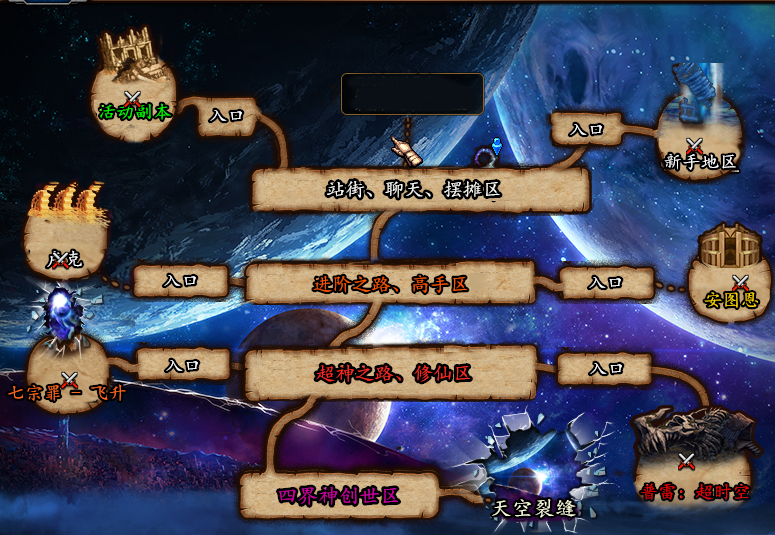 活动副本
入口
入口
新手地区
站街、聊天、摆摊区
卢克
入口
进阶之路、高手区
入口
安图恩
七宗罪 - 飞升
入口
超神之路、修仙区
入口
普雷：超时空
四界神创世区
天空裂缝